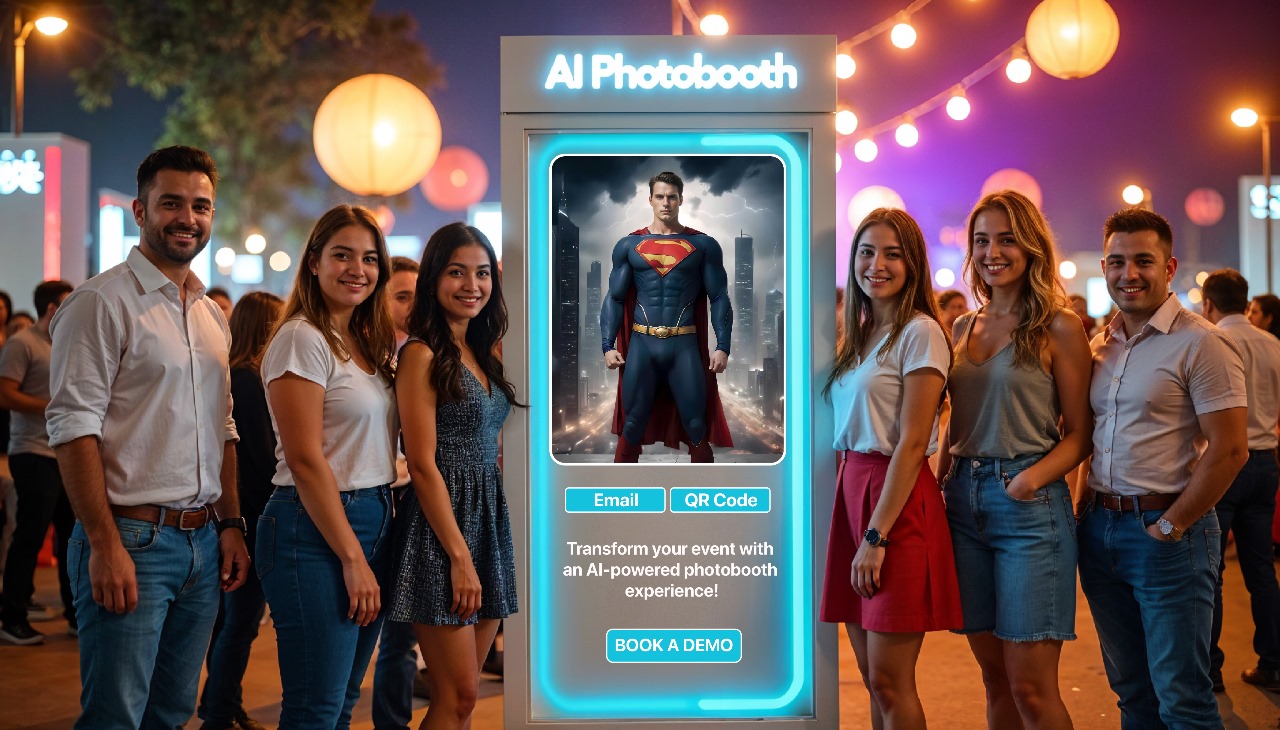 AI Photobooth
Email
QR Code
Transform your event with
an AI-powered photobooth
experience!
BOOK A DEMO